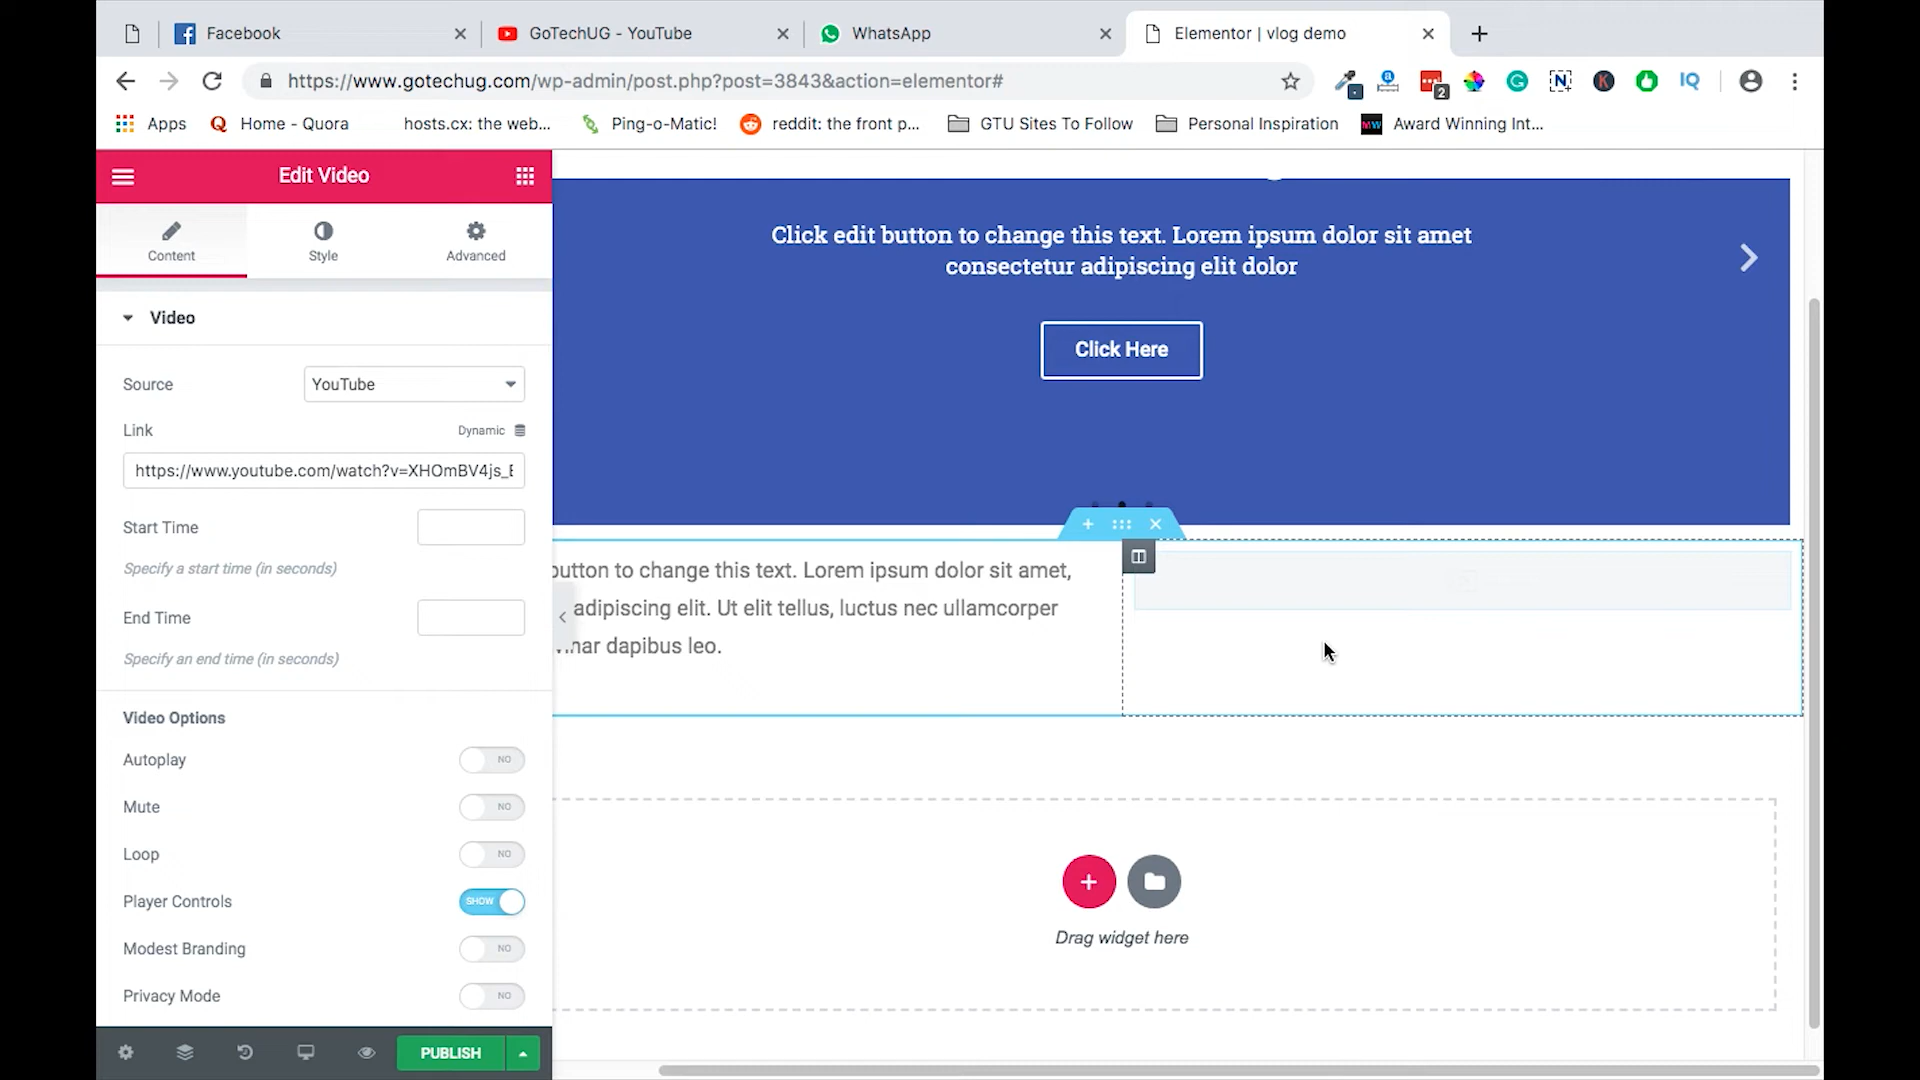 Facebook
GoTechUG - YouTube
WhatsApp
Elementor | vlog demo
https://www.gotechug.com/wp-admin/post.php?post=3843&action=elementor#
2
IQ
Apps
Home - Quora
hosts.cx: the web...
Ping-o-Matic!
reddit: the front p...
GTU Sites To Follow
Personal Inspiration
Award Winning Int...
Edit Video
Content
Style
Advanced
Video
Source
YouTube
Link
Dynamic
https://www.youtube.com/watch?v=XHOmBV4js_E
Start Time
Specify a start time (in seconds)
End Time
Specify an end time (in seconds)
Video Options
Autoplay
NO
Mute
NO
Loop
NO
Player Controls
SHOW
Modest Branding
NO
Privacy Mode
NO
PUBLISH
Click edit button to change this text. Lorem ipsum dolor sit amet
consectetur adipiscing elit dolor
Click Here
button to change this text. Lorem ipsum dolor sit amet,
adipiscing elit. Ut elit tellus, luctus nec ullamcorper
dapibus leo.
Drag widget here